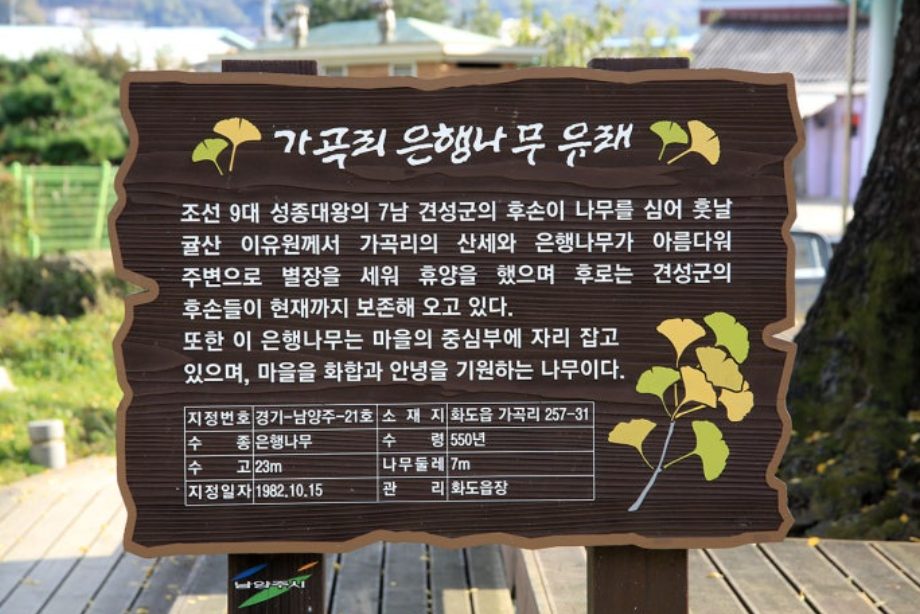 가곡리 은행나무 유래
조선 9대 성종대왕의 7남 견성군의 후손이 나무를 심어 훗날
귤산 이유원께서 가곡리의 산세와 은행나무가 아름다워
주변으로 별장을 세워 휴양을 했으며 후로는 견성군의
후손들이 현재까지 보존해 오고 있다.
또한 이 은행나무는 마을의 중심부에 자리 잡고
있으며, 마을을 화합과 안녕을 기원하는 나무이다.
지정번호 경기-남양주-21호 소재지 화도읍 가곡리 257-31
수종 은행나무 수령 550년
수고 23m 나무둘레 7m
지정일자 1982.10.15 관리 화도읍장
남양주시